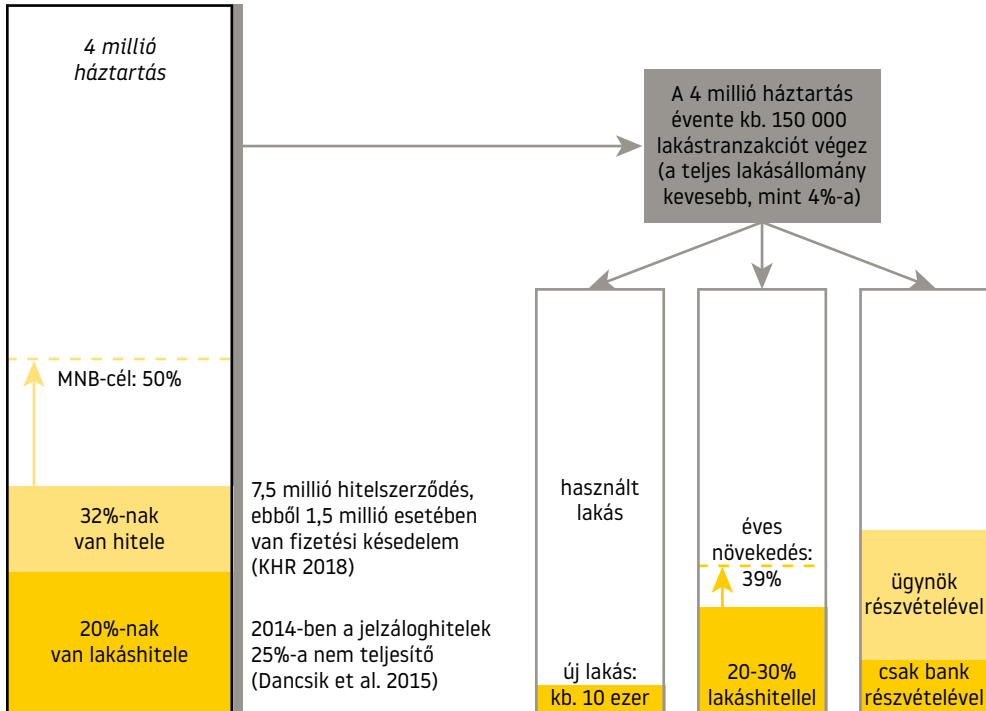 4 millió
háztartás
MNB-cél: 50%
32%-nak
van hitele
20%-nak
van lakáshitele
7,5 millió hitelszerződés,
ebből 1,5 millió esetében
van fizetési késedelem
(KHR 2018)
2014-ben a jelzáloghitelek
25%-a nem teljesítő
(Dancsik et al. 2015)
A 4 millió háztartás
évente kb. 150 000
lakástranzakciót végez
(a teljes lakásállomány
kevesebb, mint 4%-a)
használt
lakás
új lakás:
kb. 10 ezer
éves
növekedés:
39%
20-30%
lakáshitellel
ügynök
részvételével
csak bank
részvételével